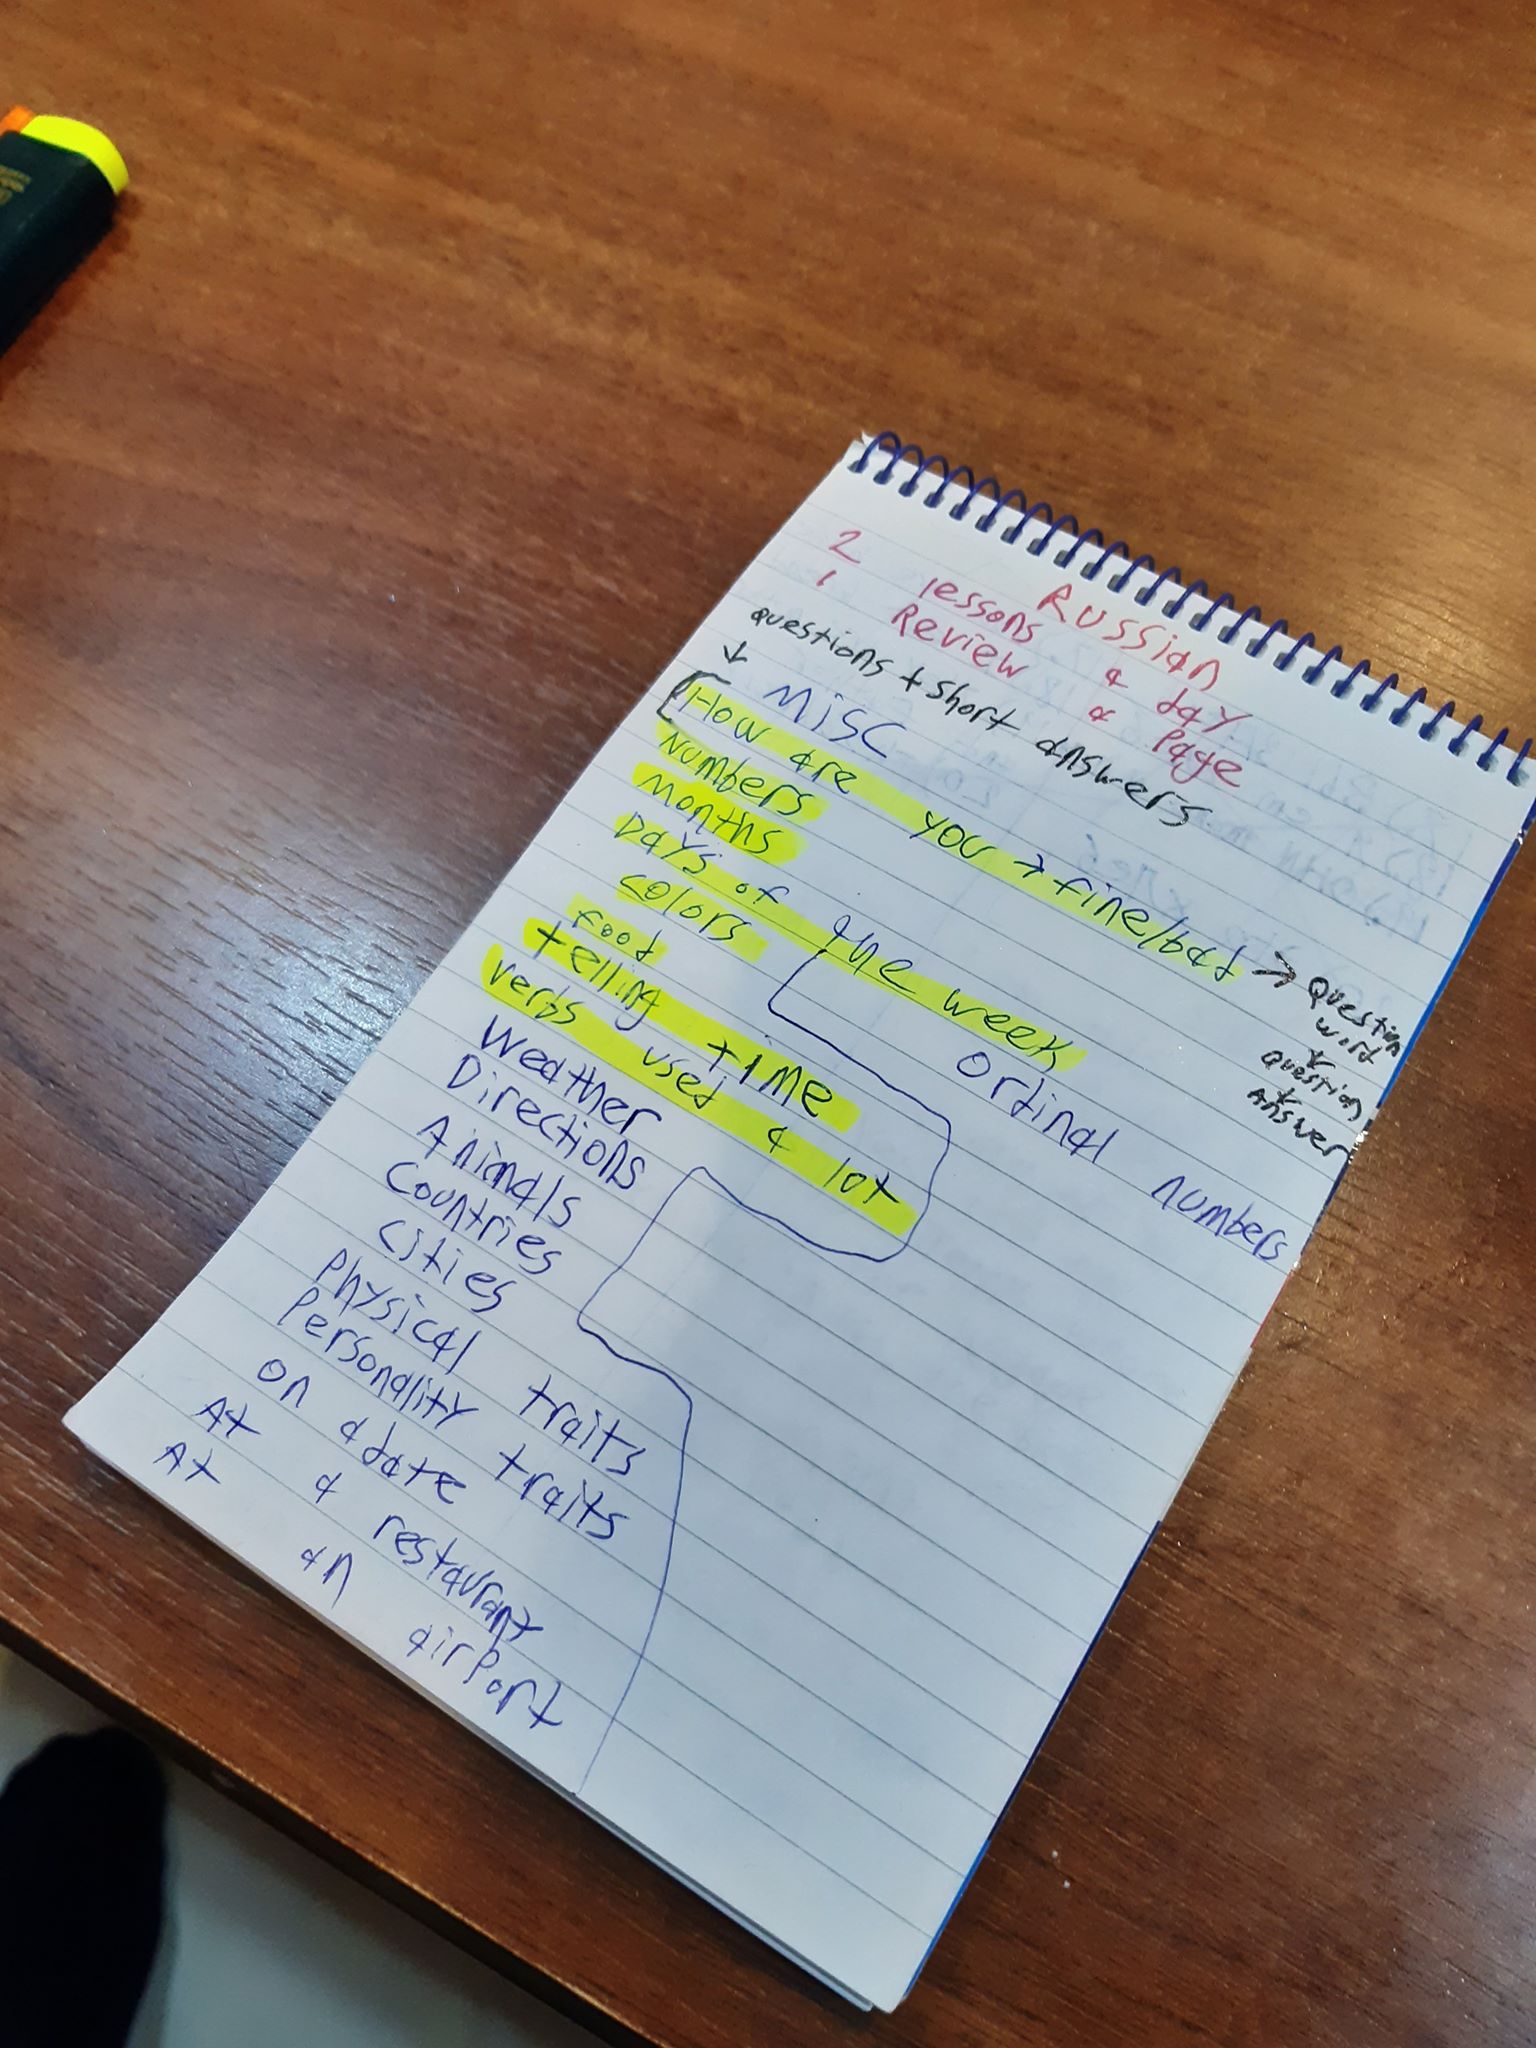 RUSSIAN
2 lessons a day
1 Review a Page
questions + short answers
↓ Misc
How are you → fine/bad → question word
↓
question
↓
Answer
Numbers
Months
Days of the week
colors
ordinal numbers
Food
telling time
verbs used a lot
Weather
Directions
Animals
Countries
Cities
Physical traits
Personality traits
On a date
At a restaurant
At an airport